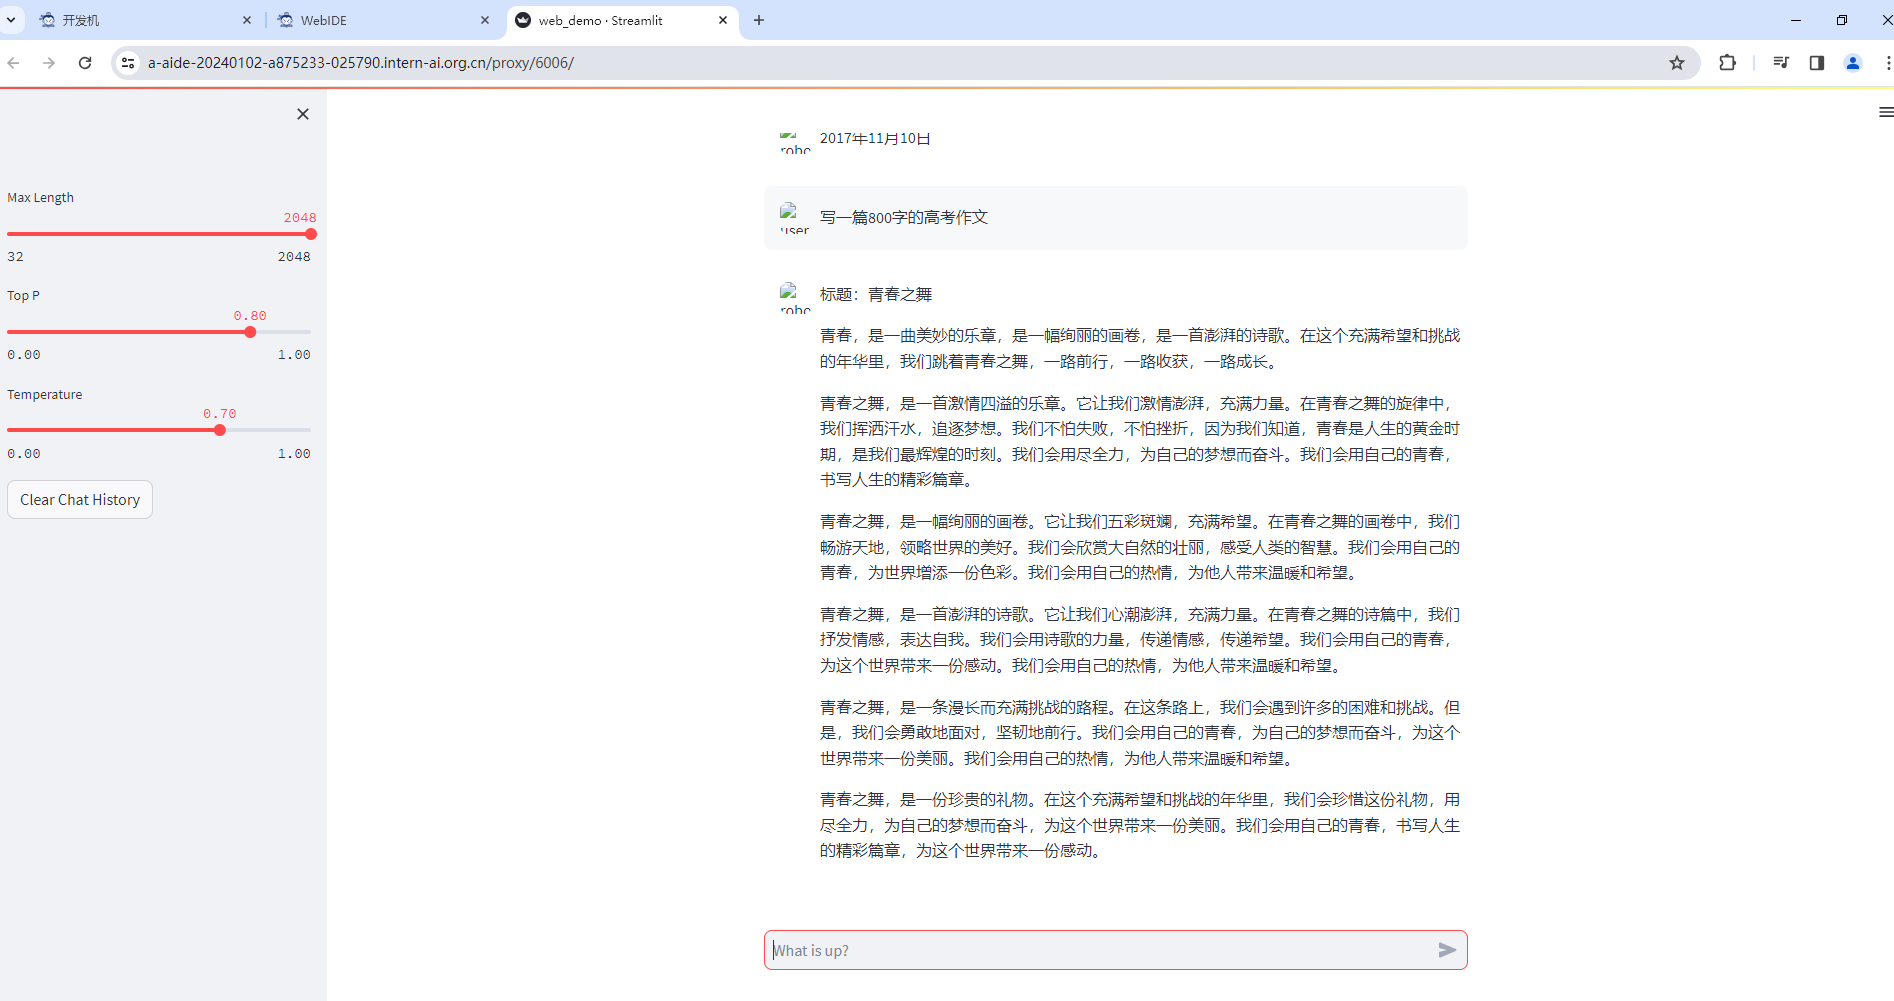 开发机
WebIDE
web_demo · Streamlit
a-aide-20240102-a875233-025790.intern-ai.org.cn/proxy/6006/
Max Length
2048
32 2048
Top P
0.80
0.00 1.00
Temperature
0.70
0.00 1.00
Clear Chat History
2017年11月10日
user
写一篇800字的高考作文
标题：青春之舞
青春，是一曲美妙的乐章，是一幅绚丽的画卷，是一首澎湃的诗歌。在这个充满希望和挑战
的年华里，我们跳着青春之舞，一路前行，一路收获，一路成长。
青春之舞，是一首激情四溢的乐章。它让我们激情澎湃，充满力量。在青春之舞的旋律中，
我们挥洒汗水，追逐梦想。我们不怕失败，不怕挫折，因为我们知道，青春是人生的黄金时
期，是我们最辉煌的时刻。我们会用尽全力，为自己的梦想而奋斗。我们会用自己的青春，
书写人生的精彩篇章。
青春之舞，是一幅绚丽的画卷。它让我们五彩斑斓，充满希望。在青春之舞的画卷中，我们
畅游天地，领略世界的美好。我们会欣赏大自然的壮丽，感受人类的智慧。我们会用自己的
青春，为世界增添一份色彩。我们会用自己的热情，为他人带来温暖和希望。
青春之舞，是一首澎湃的诗歌。它让我们心潮澎湃，充满力量。在青春之舞的诗篇中，我们
抒发情感，表达自我。我们会用诗歌的力量，传递情感，传递希望。我们会用自己的青春，
为这个世界带来一份感动。我们会用自己的热情，为他人带来温暖和希望。
青春之舞，是一条漫长而充满挑战的路程。在这条路上，我们会遇到许多的困难和挑战。但
是，我们会勇敢地面对，坚韧地前行。我们会用自己的青春，为自己的梦想而奋斗，为这个
世界带来一份美丽。我们会用自己的热情，为他人带来温暖和希望。
青春之舞，是一份珍贵的礼物。在这个充满希望和挑战的年华里，我们会珍惜这份礼物，用
尽全力，为自己的梦想而奋斗，为这个世界带来一份美丽。我们会用自己的青春，书写人生
的精彩篇章，为这个世界带来一份感动。
What is up?